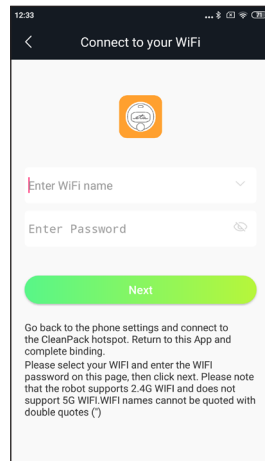 12:33
Connect to your WiFi
Enter WiFi name
Enter Password
Next
Go back to the phone settings and connect to
the CleanPack hotspot. Return to this App and
complete binding.
Please select your WIFI and enter the WIFI
password on this page, then click next. Please note
that the robot supports 2.4G WIFI and does not
support 5G WIFI.WIFI names cannot be quoted with
double quotes (")